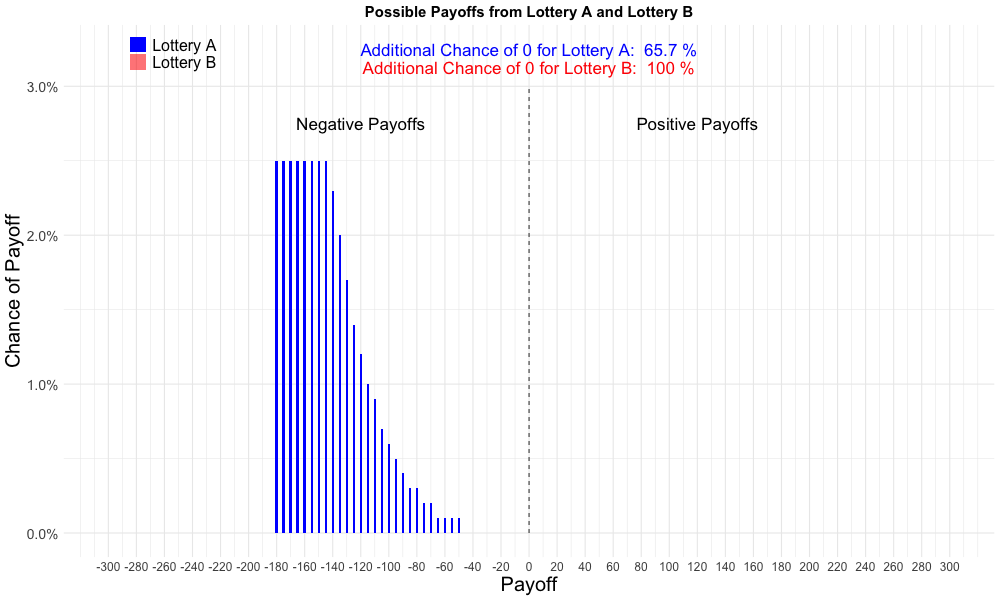 Possible Payoffs from Lottery A and Lottery B
Lottery A
Lottery B
Additional Chance of 0 for Lottery A:  65.7 %
Additional Chance of 0 for Lottery B:  100 %
Negative Payoffs
Positive Payoffs
Chance of Payoff
3.0%
2.0%
1.0%
0.0%
-300 -280 -260 -240 -220 -200 -180 -160 -140 -120 -100 -80 -60 -40 -20 0 20 40 60 80 100 120 140 160 180 200 220 240 260 280 300
Payoff